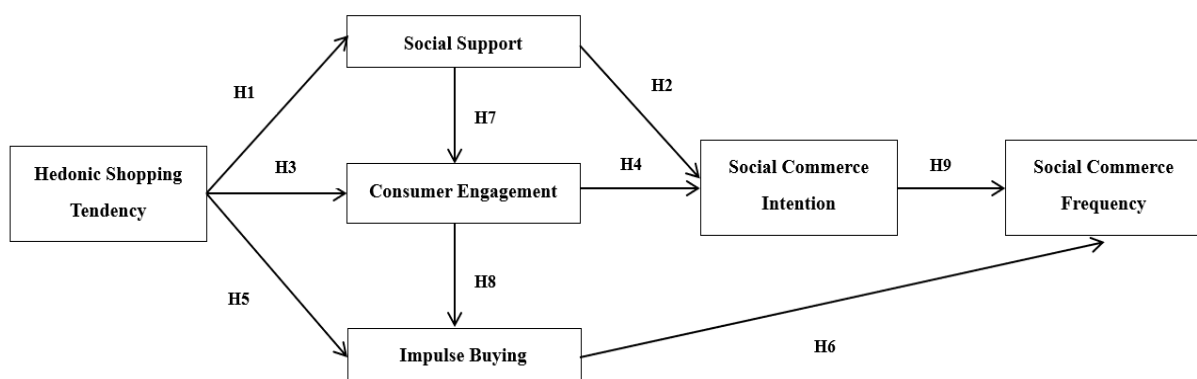 Social Support
H1
H2
H7
Hedonic Shopping
Tendency
H3
Consumer Engagement
H4
Social Commerce
Intention
H9
Social Commerce
Frequency
H5
H8
Impulse Buying
H6